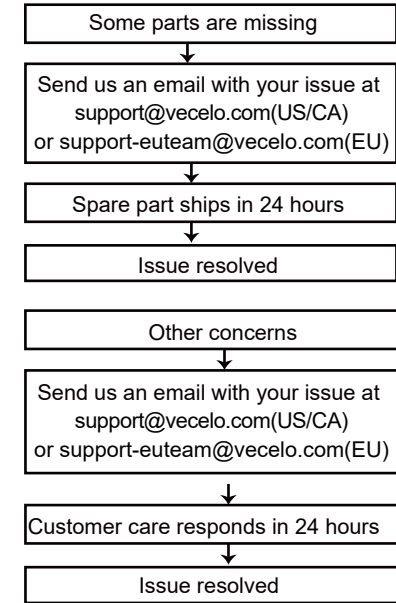 Some parts are missing
Send us an email with your issue at
support@vecelo.com(US/CA)
or support-euteam@vecelo.com(EU)
Spare part ships in 24 hours
Issue resolved
Other concerns
Send us an email with your issue at
support@vecelo.com(US/CA)
or support-euteam@vecelo.com(EU)
Customer care responds in 24 hours
Issue resolved